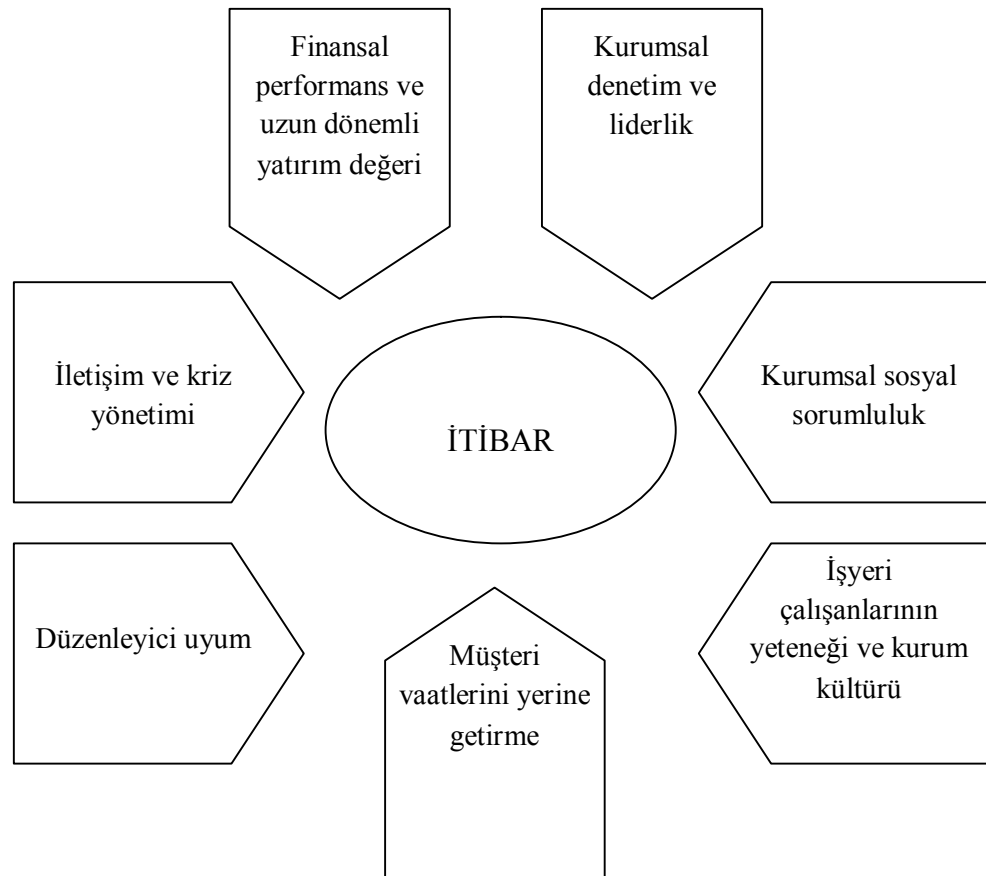 Finansal
performans ve
uzun dönemli
yatırım değeri
Kurumsal
denetim ve
liderlik
İletişim ve kriz
yönetimi
İTİBAR
Kurumsal sosyal
sorumluluk
Düzenleyici uyum
Müşteri
vaatlerini yerine
getirme
İşyeri
çalışanlarının
yeteneği ve kurum
kültürü